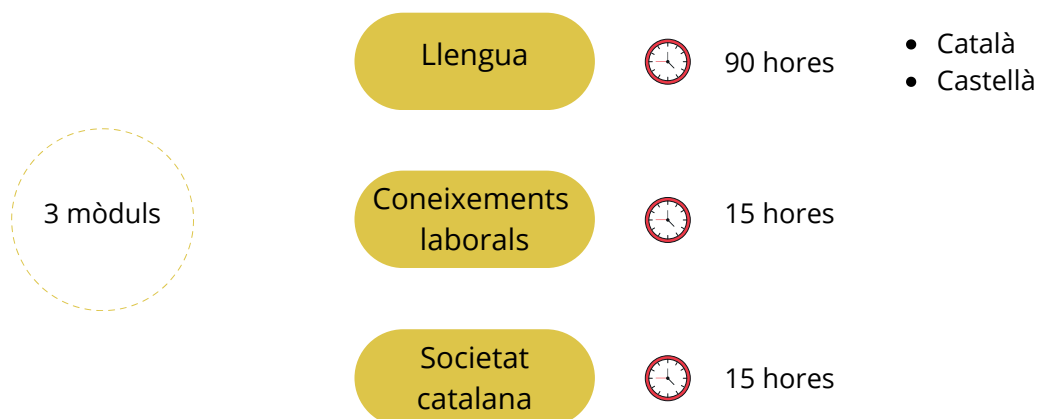 Llengua
90 hores
• Català
• Castellà
3 mòduls
Coneixements
laborals
15 hores
Societat
catalana
15 hores